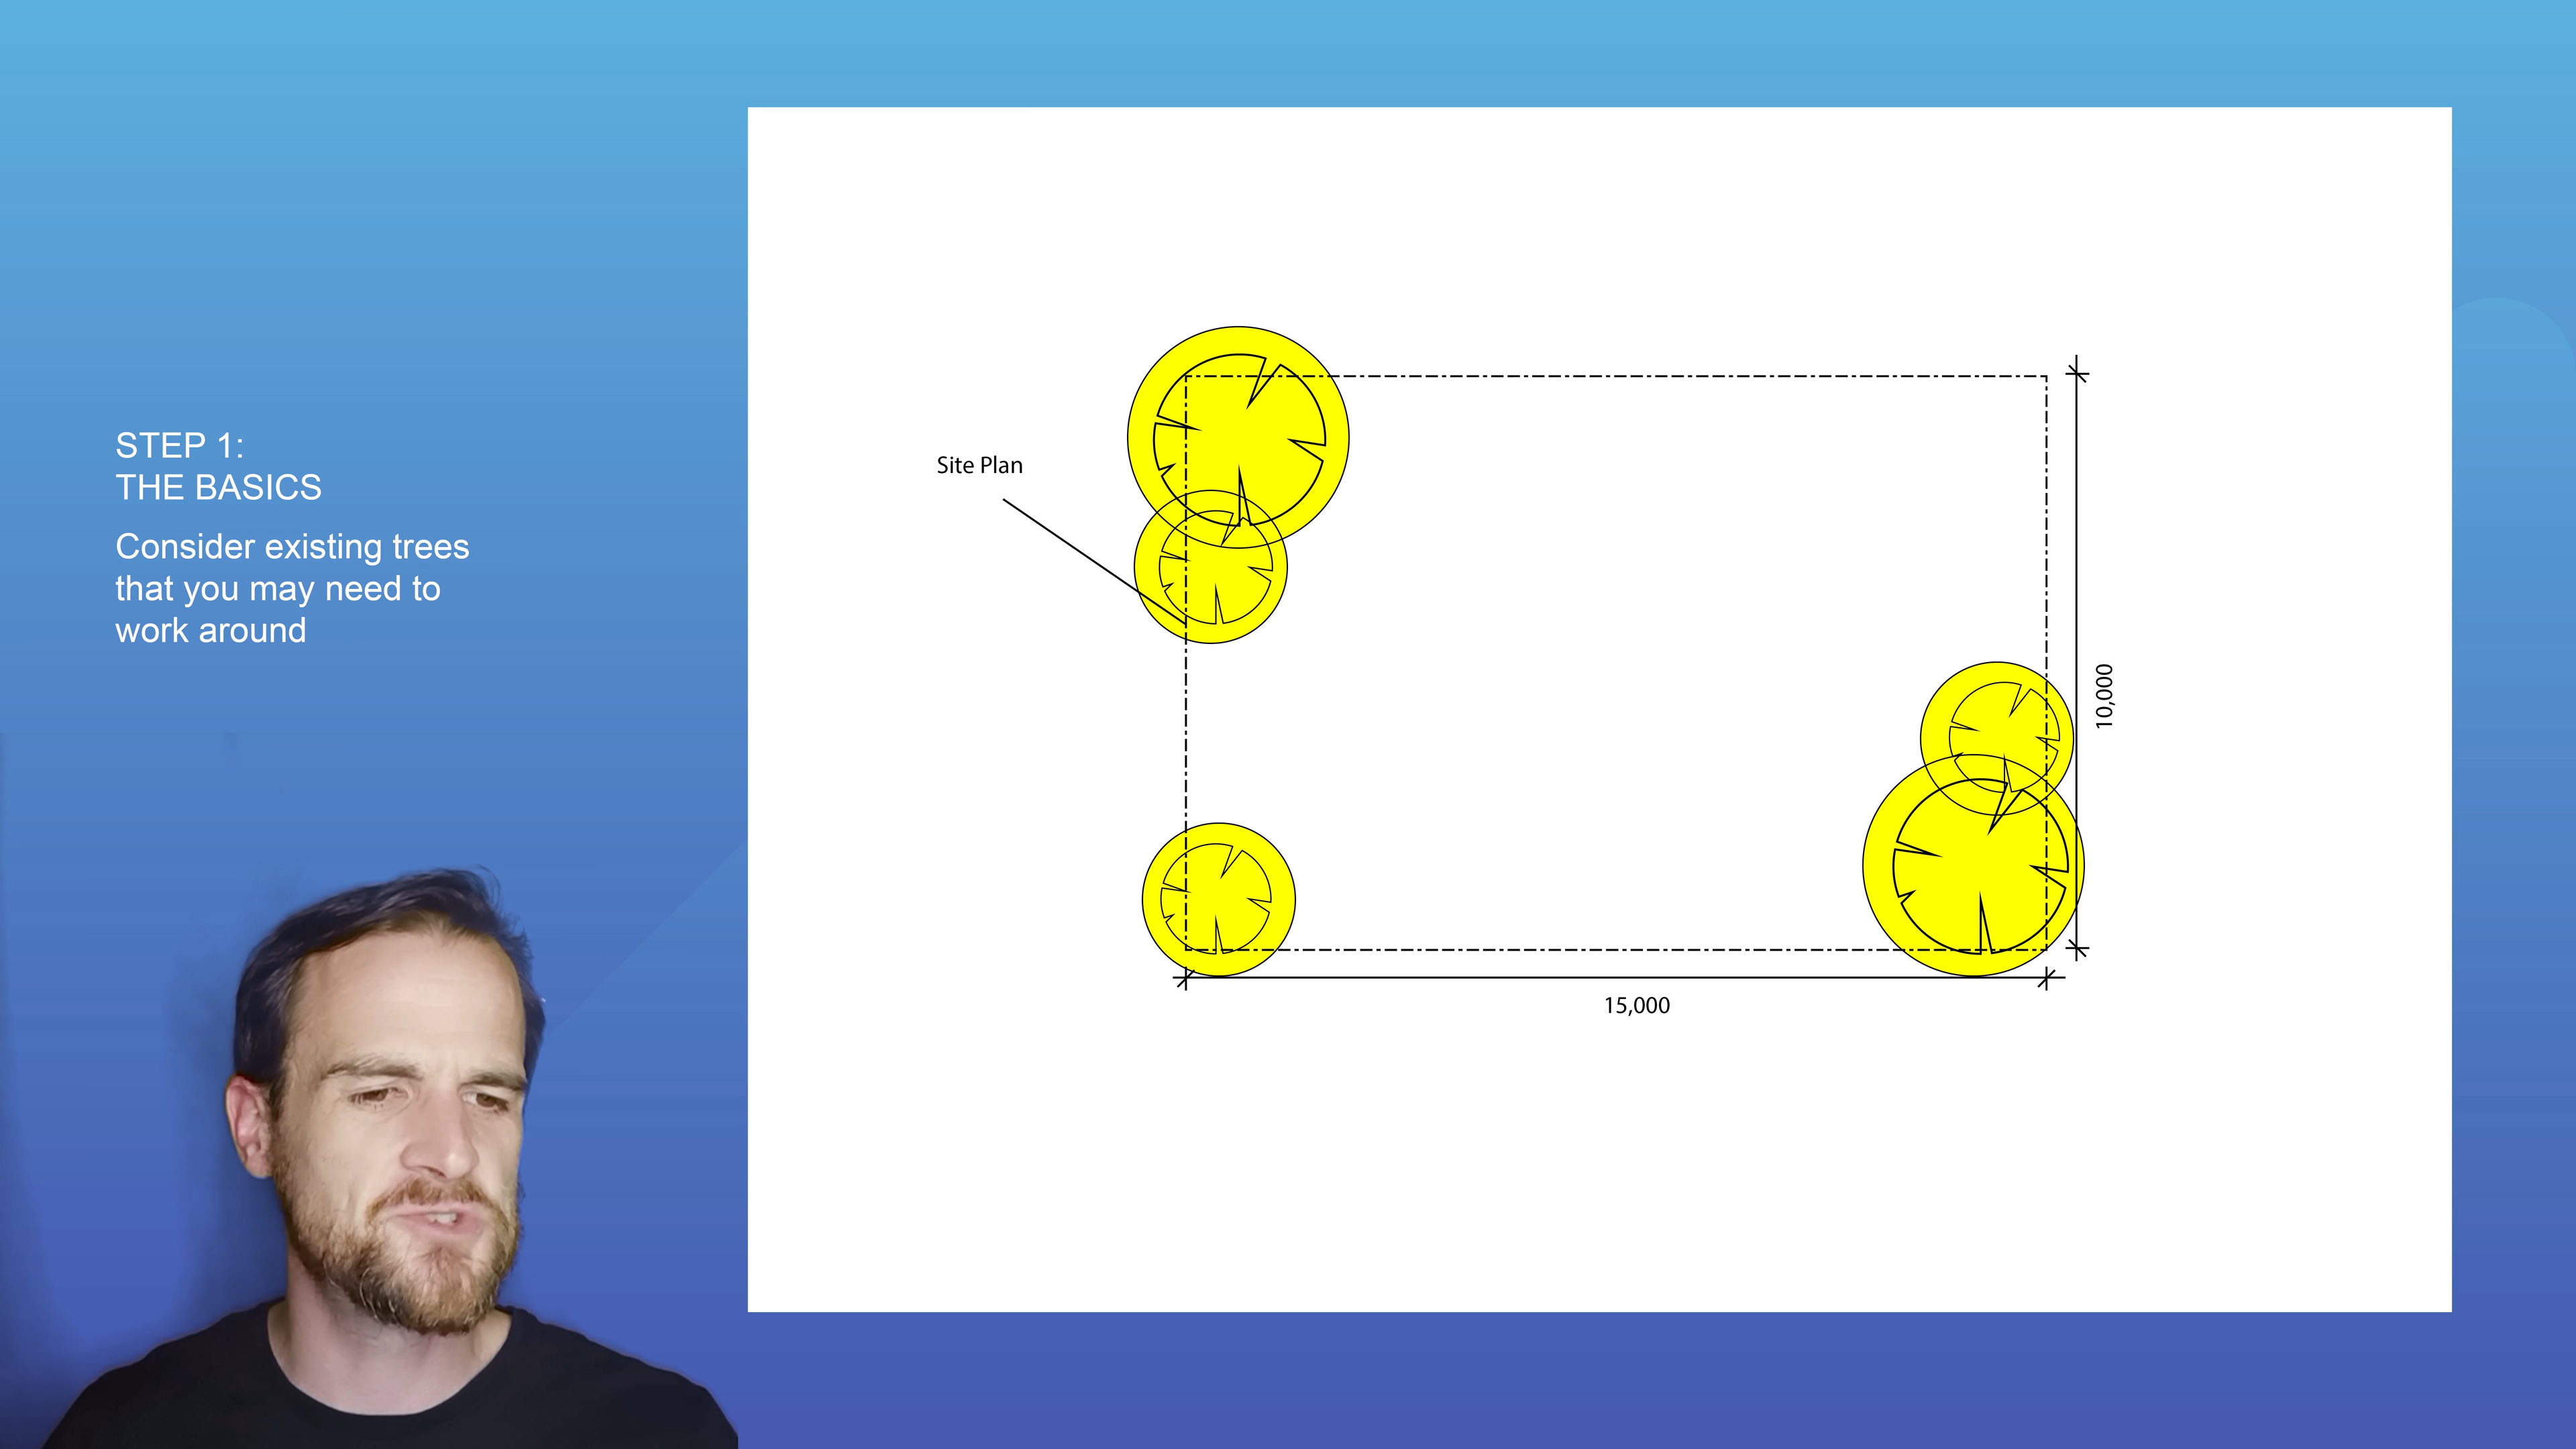 STEP 1:
THE BASICS
Consider existing trees
that you may need to
work around
Site Plan
10,000
15,000